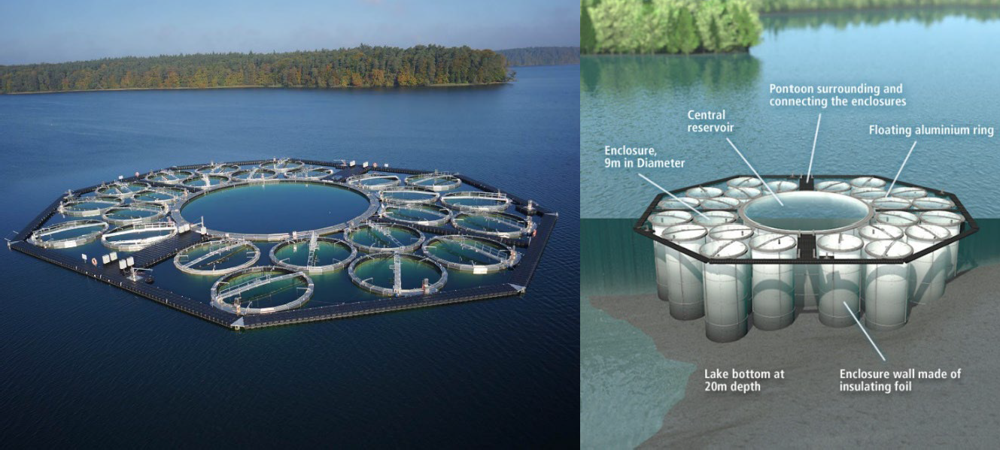 Pontoon surrounding and
connecting the enclosures
Central
reservoir
Floating aluminium ring
Enclosure,
9m in Diameter
Lake bottom at
20m depth
Enclosure wall made of
insulating foil